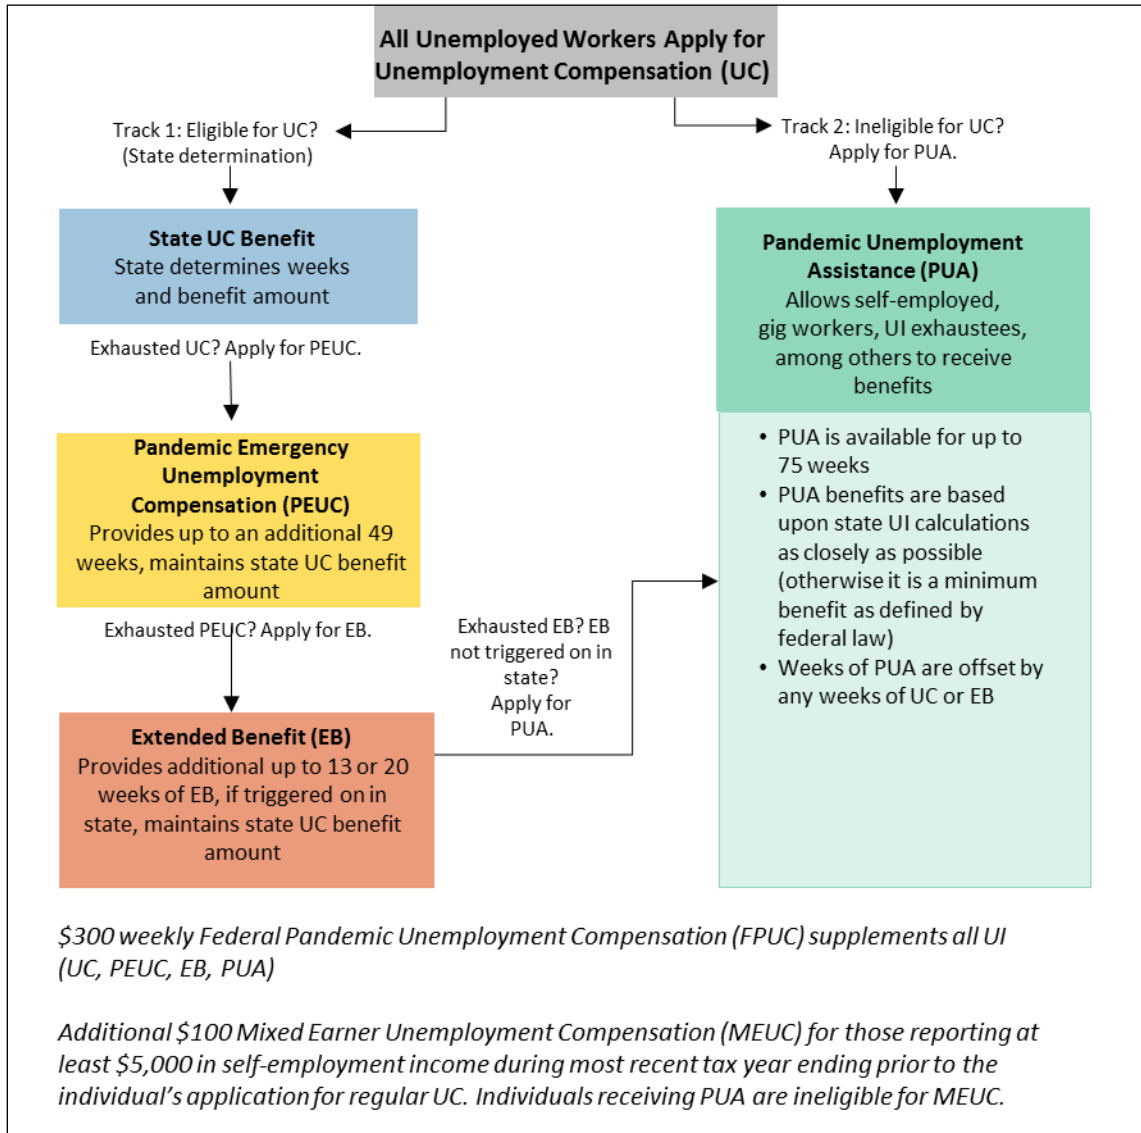 All Unemployed Workers Apply for
Unemployment Compensation (UC)
Track 1: Eligible for UC?
(State determination)
Track 2: Ineligible for UC?
Apply for PUA.
State UC Benefit
State determines weeks
and benefit amount
Exhausted UC? Apply for PEUC.
Pandemic Emergency
Unemployment
Compensation (PEUC)
Provides up to an additional 49
weeks, maintains state UC benefit
amount
Exhausted PEUC? Apply for EB.
Extended Benefit (EB)
Provides additional up to 13 or 20
weeks of EB, if triggered on in
state, maintains state UC benefit
amount
Exhausted EB? EB
not triggered on in
state?
Apply for
PUA.
Pandemic Unemployment
Assistance (PUA)
Allows self-employed,
gig workers, UI exhaustees,
among others to receive
benefits
• PUA is available for up to
75 weeks
• PUA benefits are based
upon state UI calculations
as closely as possible
(otherwise it is a minimum
benefit as defined by
federal law)
• Weeks of PUA are offset by
any weeks of UC or EB
$300 weekly Federal Pandemic Unemployment Compensation (FPUC) supplements all UI
(UC, PEUC, EB, PUA)
Additional $100 Mixed Earner Unemployment Compensation (MEUC) for those reporting at
least $5,000 in self-employment income during most recent tax year ending prior to the
individual's application for regular UC. Individuals receiving PUA are ineligible for MEUC.